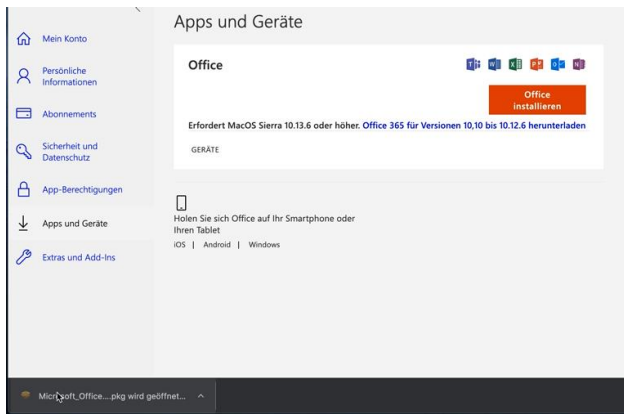 Apps und Geräte
Mein Konto
Persönliche
Informationen
Abonnements
Sicherheit und
Datenschutz
App-Berechtigungen
Apps und Geräte
Extras und Add-Ins
Office
Office
installieren
Erfordert MacOS Sierra 10.13.6 oder höher. Office 365 für Versionen 10,10 bis 10.12.6 herunterladen
GERÄTE
Holen Sie sich Office auf Ihr Smartphone oder
Ihren Tablet
iOS | Android | Windows
Microsoft_Office....pkg wird geöffnet...